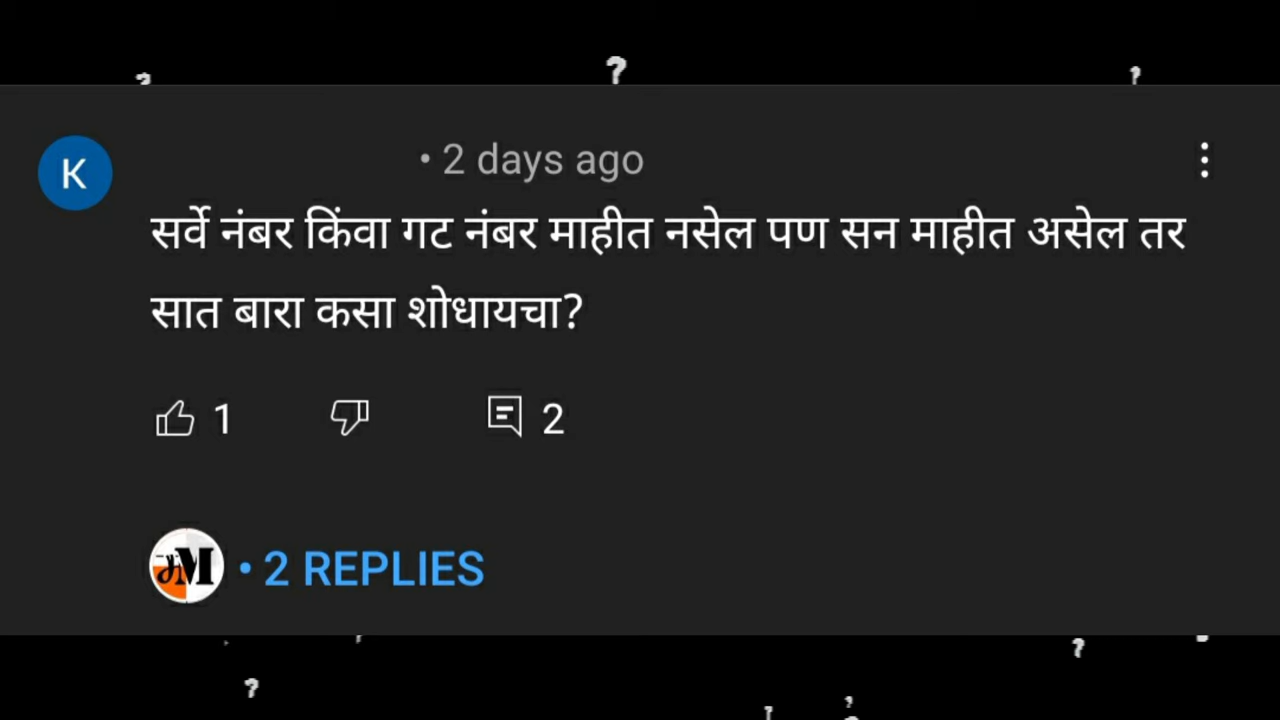 K
• 2 days ago
सर्वे नंबर किंवा गट नंबर माहीत नसेल पण सन माहीत असेल तर
सात बारा कसा शोधायचा?
1 2
• 2 REPLIES